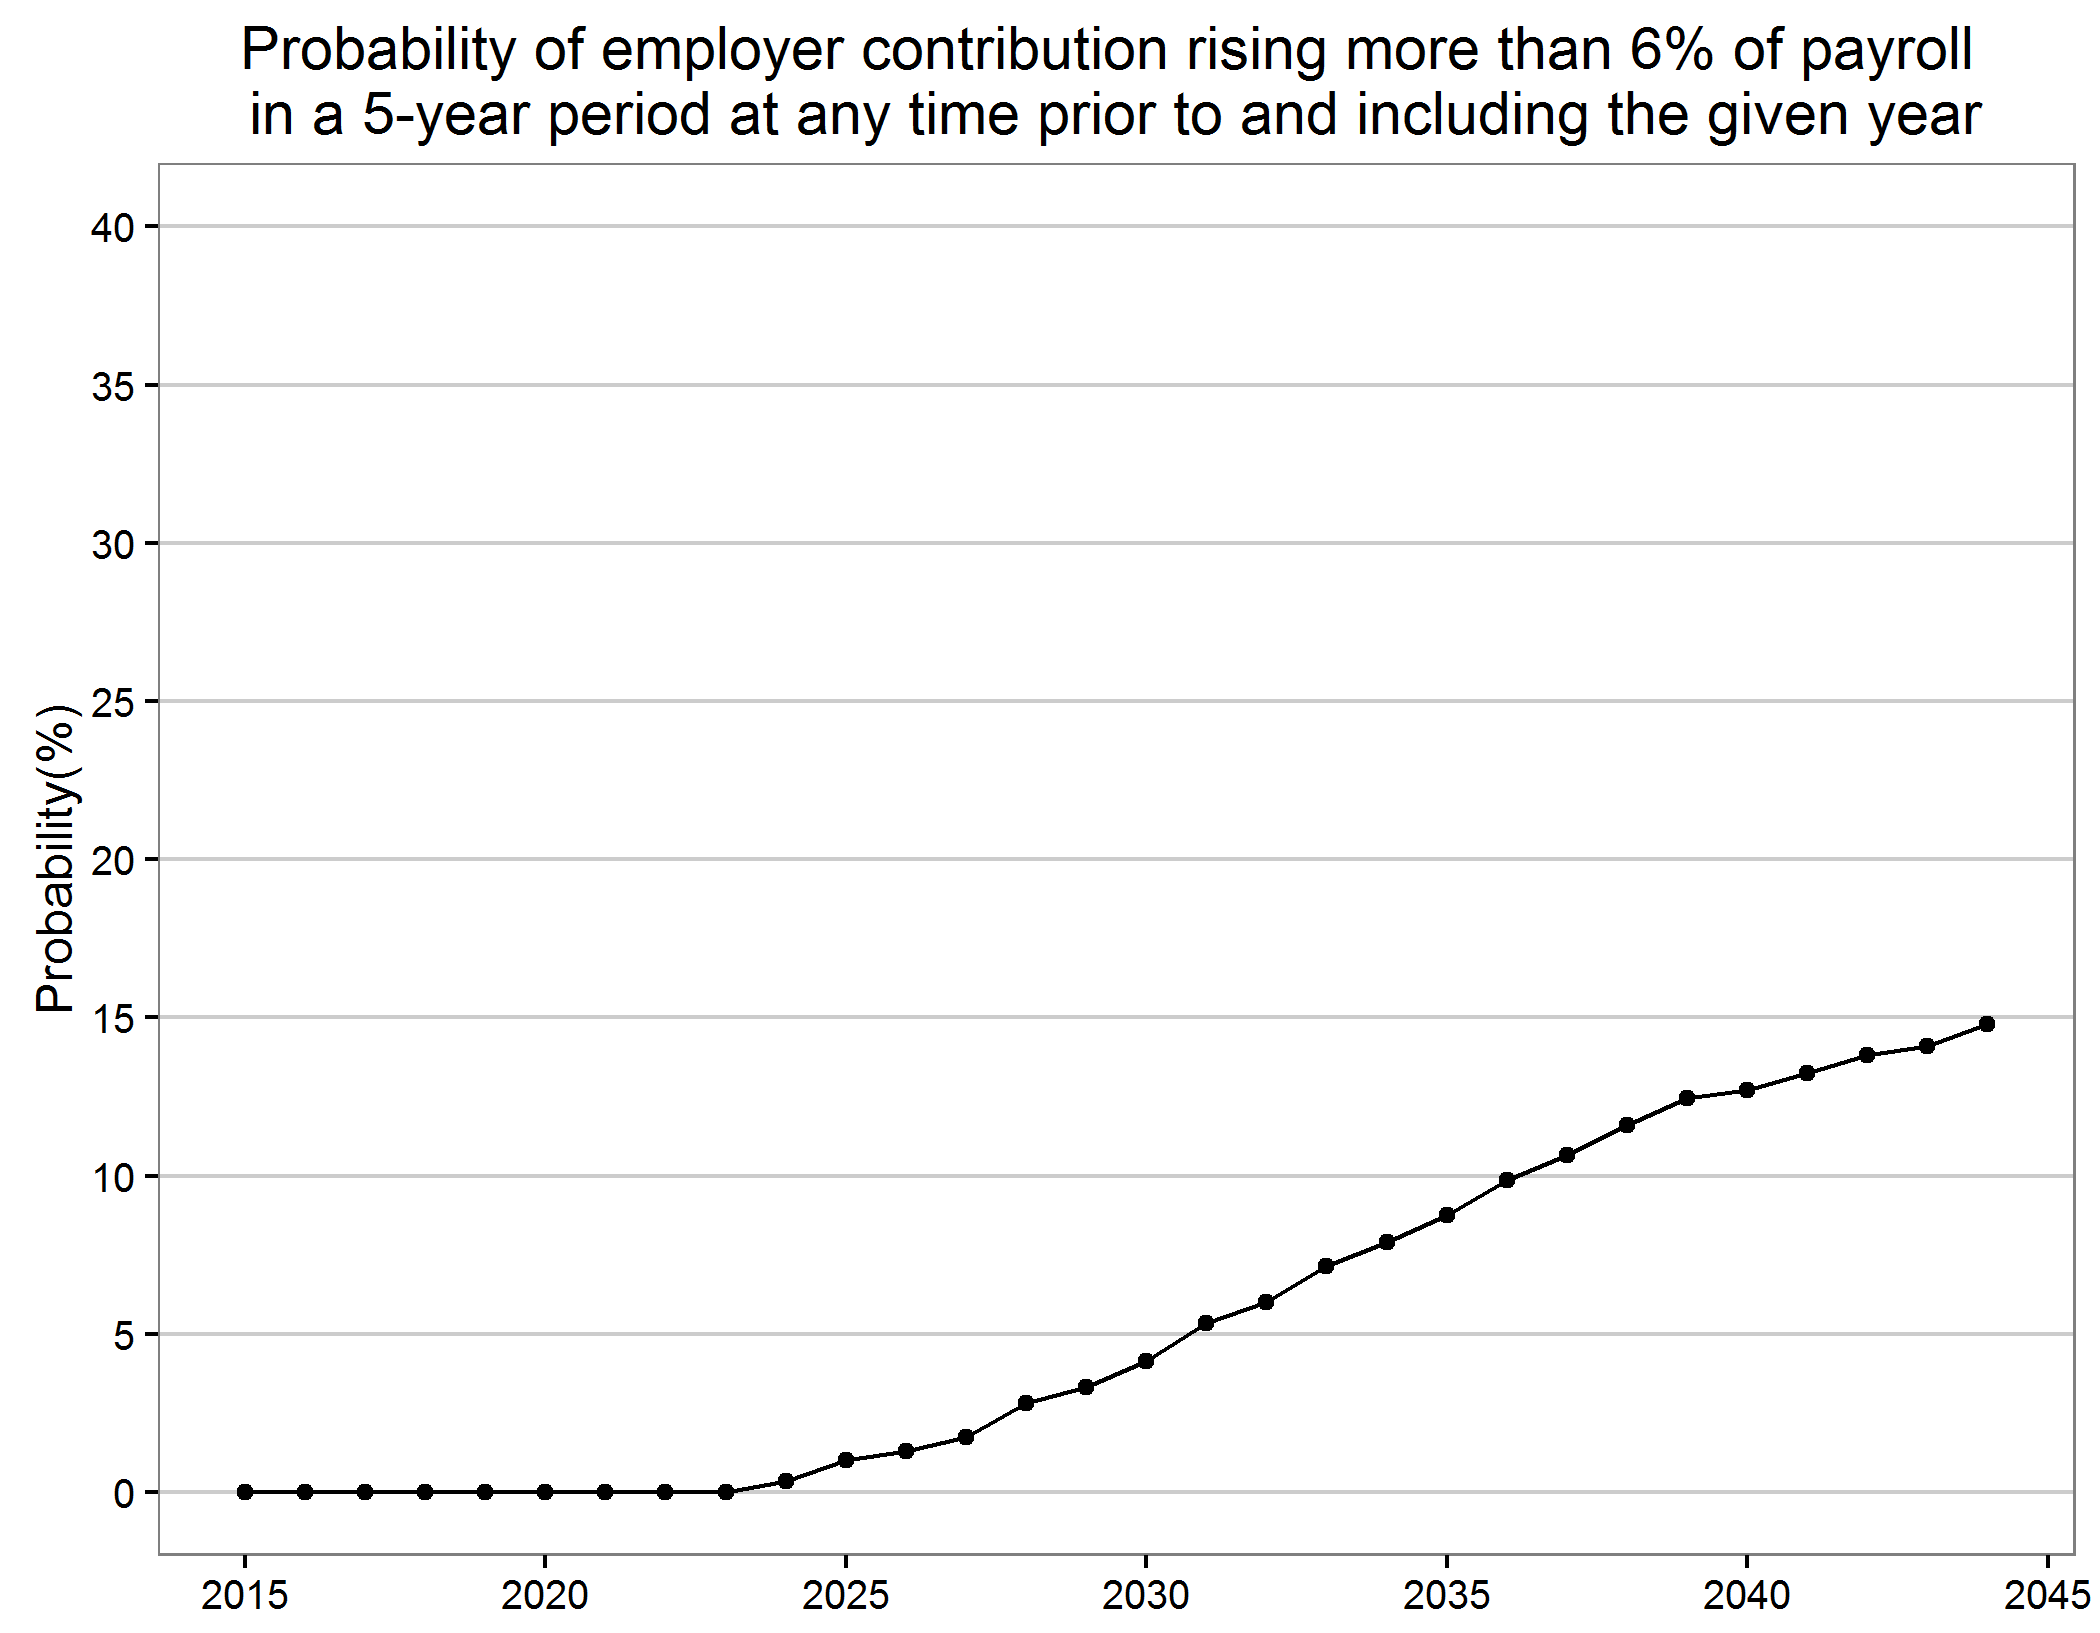 Probability of employer contribution rising more than 6% of payroll
in a 5-year period at any time prior to and including the given year
Probability(%)
40
35
30
25
20
15
10
5
0
2015 2020 2025 2030 2035 2040 2045